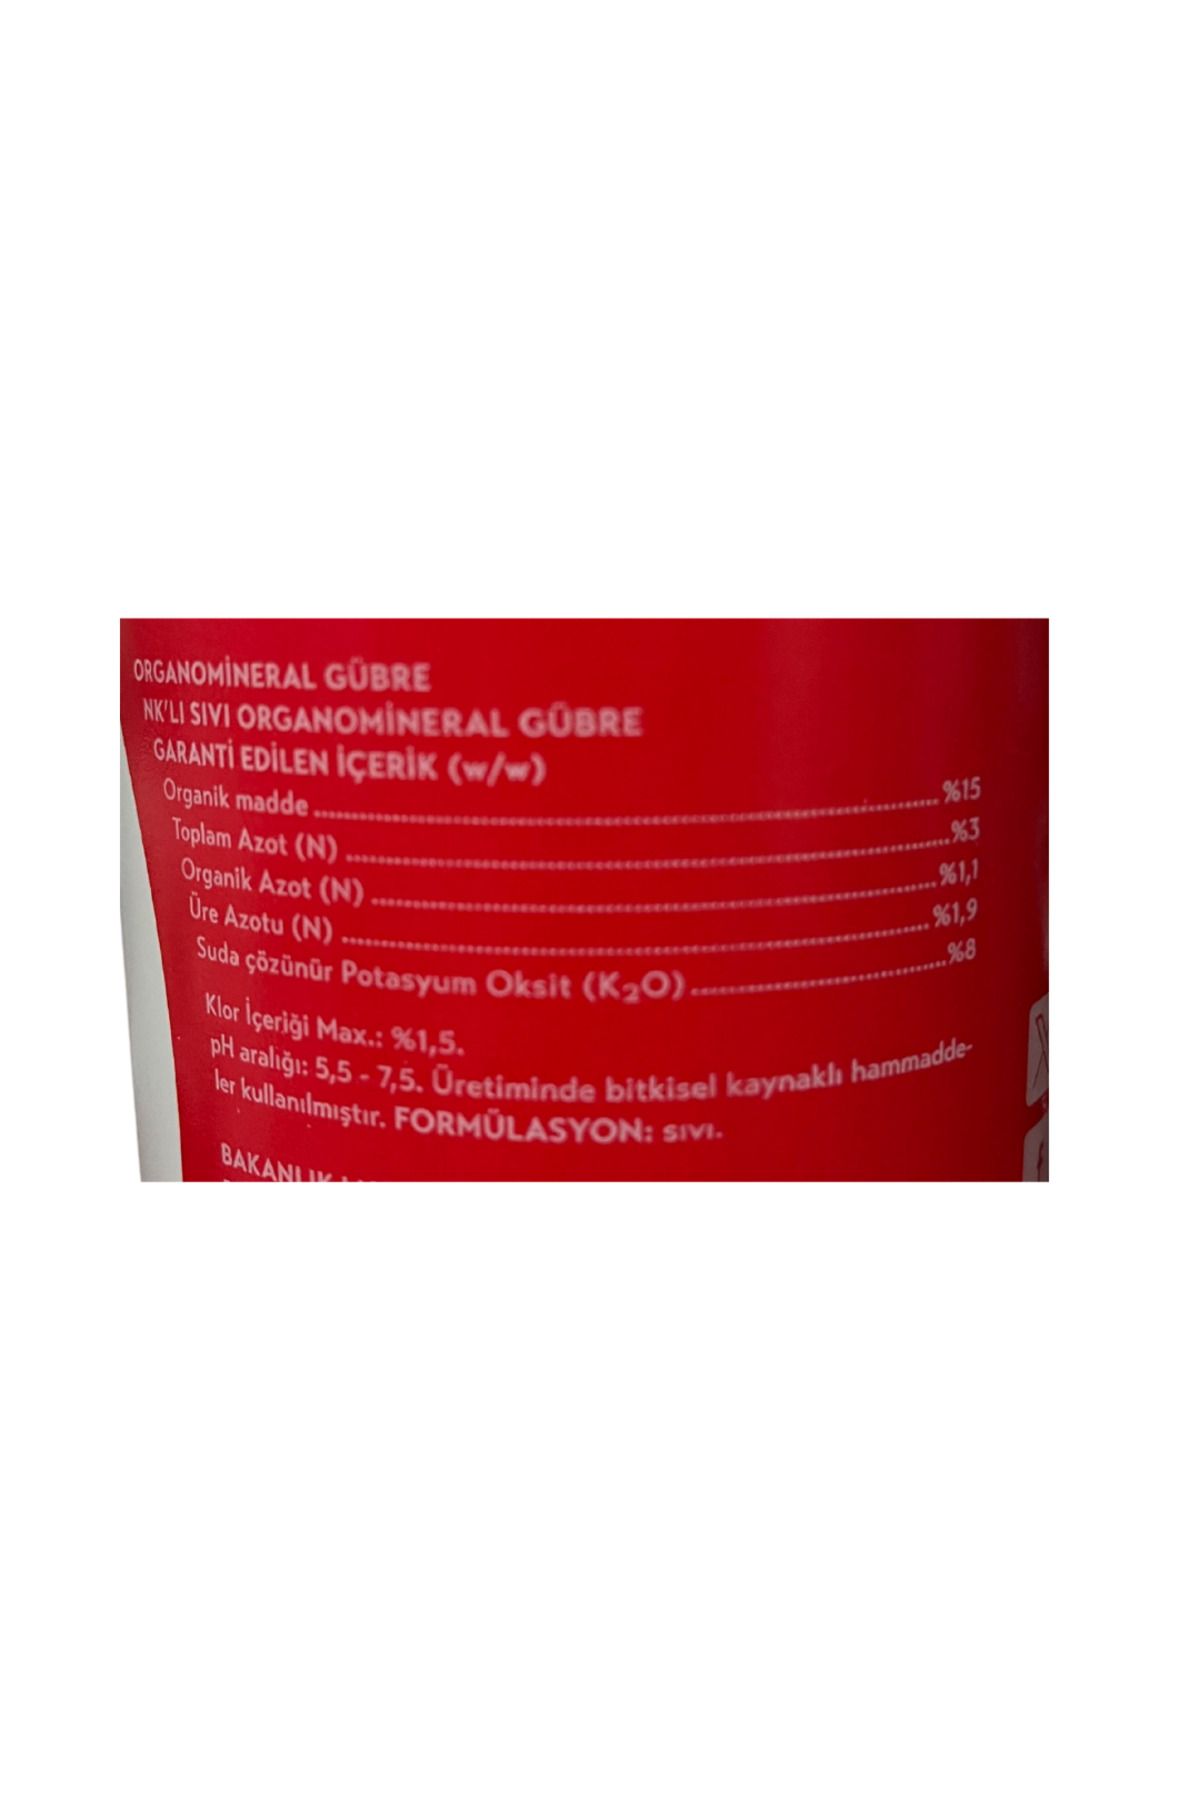 ORGANOMİNERAL GÜBRE
NK'LI SIVI ORGANOMİNERAL GÜBRE
GARANTİ EDİLEN İÇERİK (w/w)
Organik madde ........ %15
Toplam Azot (N) ........ %3
Organik Azot (N) ........ %1,1
Üre Azotu (N) ........ %1,9
Suda çözünür Potasyum Oksit (K₂O) ........ %8
Klor İçeriği Max.: %1,5.
pH aralığı: 5,5 - 7,5. Üretiminde bitkisel kaynaklı hammadde-
ler kullanılmıştır. FORMÜLASYON: sıvı.
BAKANLIK